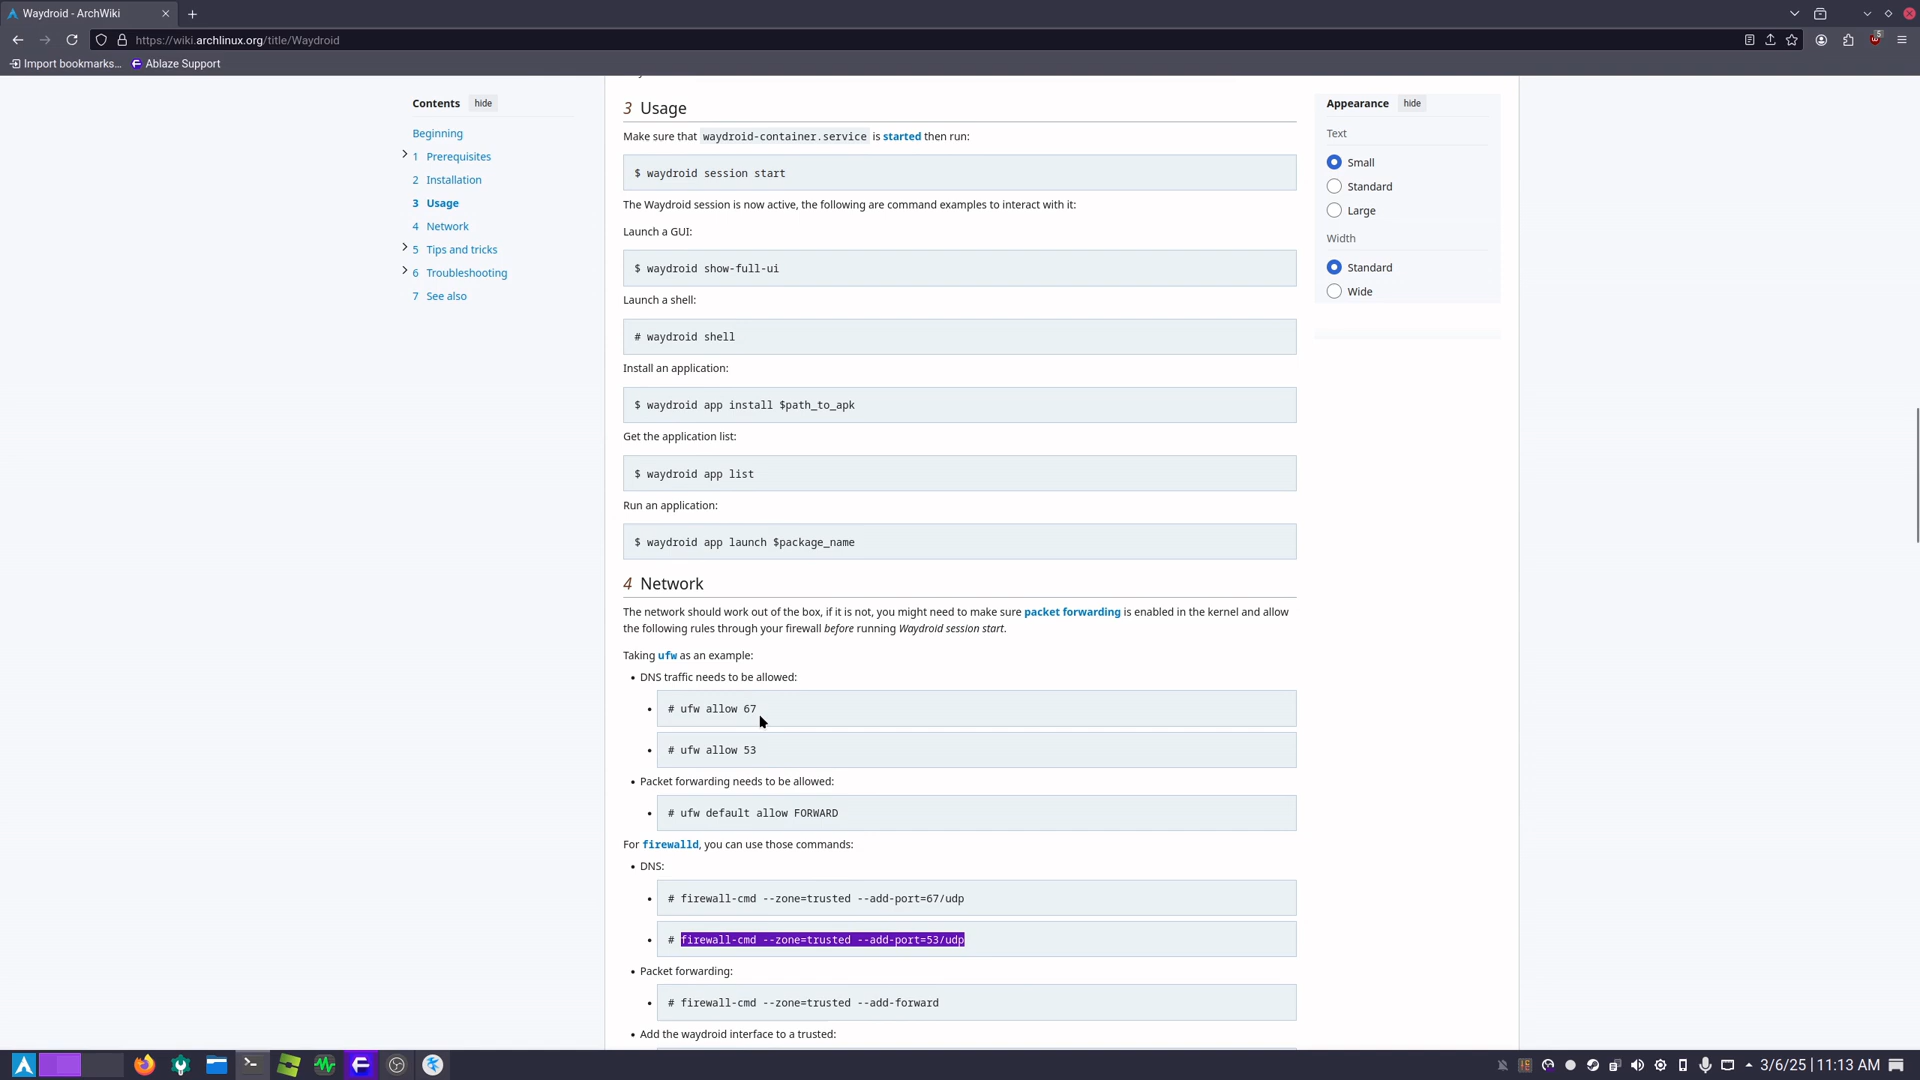 Waydroid - ArchWiki
https://wiki.archlinux.org/title/Waydroid
5
Import bookmarks...
Ablaze Support
Contents hide
Beginning
1 Prerequisites
2 Installation
3 Usage
4 Network
5 Tips and tricks
6 Troubleshooting
7 See also
3 Usage
Make sure that waydroid-container.service is started then run:
$ waydroid session start
The Waydroid session is now active, the following are command examples to interact with it:
Launch a GUI:
$ waydroid show-full-ui
Launch a shell:
# waydroid shell
Install an application:
$ waydroid app install $path_to_apk
Get the application list:
$ waydroid app list
Run an application:
$ waydroid app launch $package_name
4 Network
The network should work out of the box, if it is not, you might need to make sure packet forwarding is enabled in the kernel and allow
the following rules through your firewall before running Waydroid session start.
Taking ufw as an example:
• DNS traffic needs to be allowed:
• # ufw allow 67
• # ufw allow 53
• Packet forwarding needs to be allowed:
• # ufw default allow FORWARD
For firewalld, you can use those commands:
• DNS:
• # firewall-cmd --zone=trusted --add-port=67/udp
• # firewall-cmd --zone=trusted --add-port=53/udp
• Packet forwarding:
• # firewall-cmd --zone=trusted --add-forward
• Add the waydroid interface to a trusted:
Appearance hide
Text
Small
Standard
Large
Width
Standard
Wide
3/6/25 | 11:13 AM